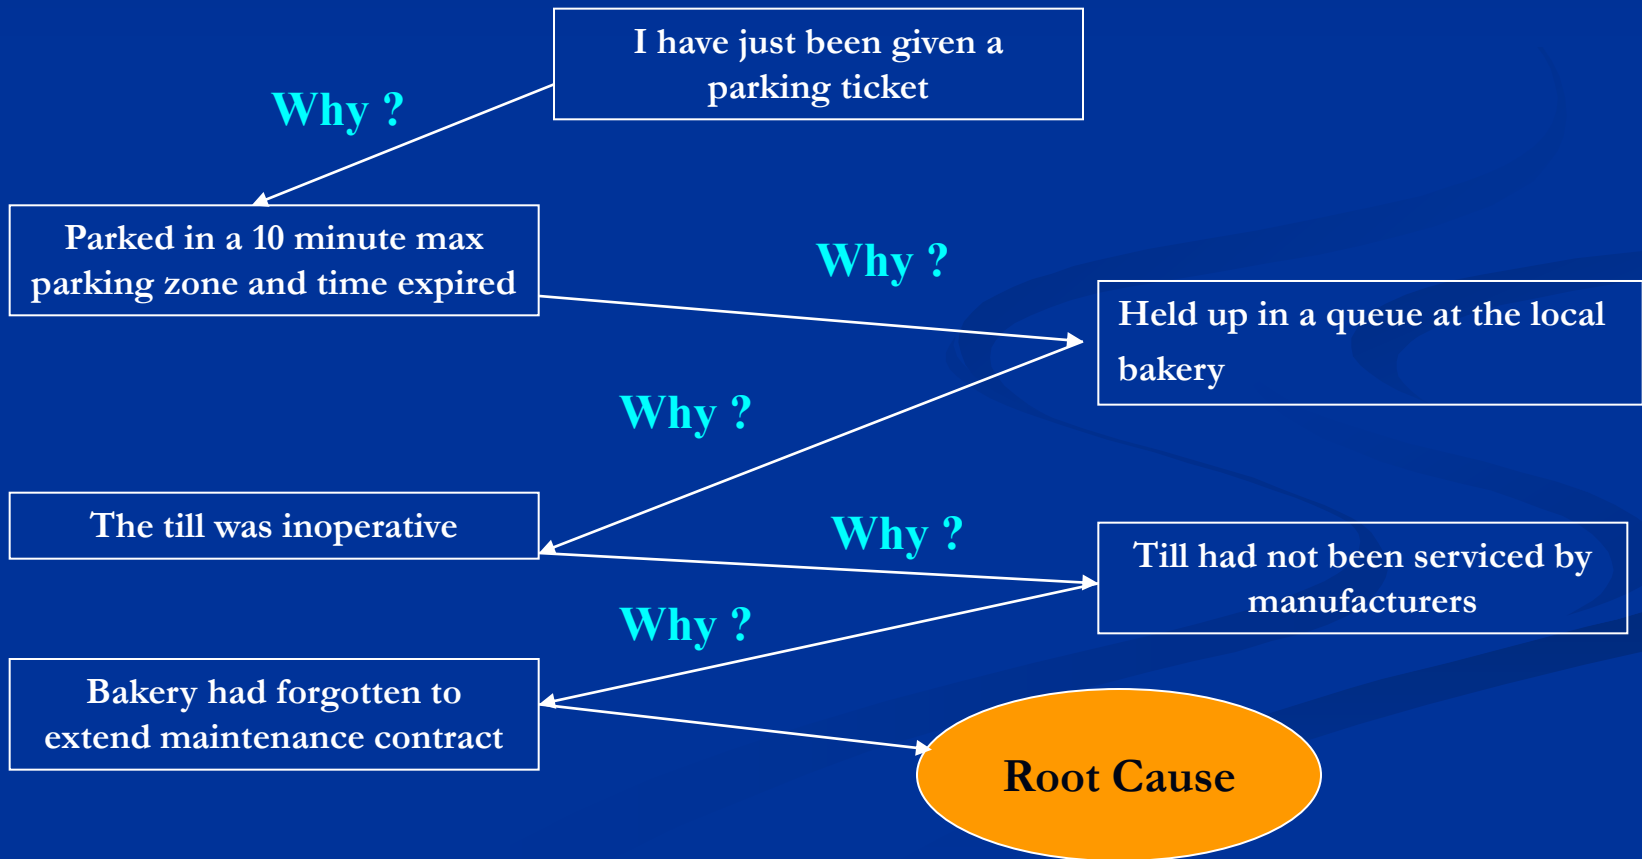 I have just been given a
parking ticket
Why ?
Parked in a 10 minute max
parking zone and time expired
Why ?
Held up in a queue at the local
bakery
Why ?
The till was inoperative
Why ?
Till had not been serviced by
manufacturers
Why ?
Bakery had forgotten to
extend maintenance contract
Root Cause